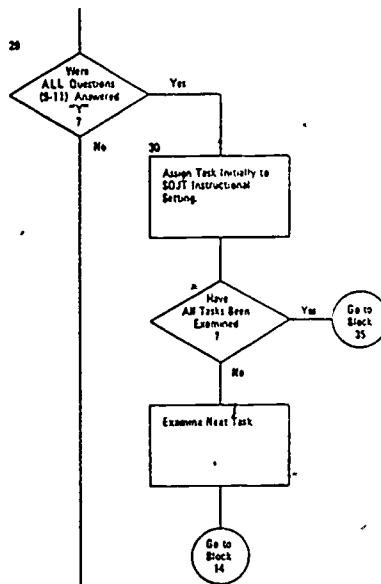 29
Were
ALL Questions
(9-11) Answered
"Y"
?
Yes
No
30
Assign Task Initially to
SOJT Instructional
Setting.
Have
All Tasks Been
Examined
?
Yes
Go to
Block
35
No
Examine Next Task
Go to
Block
14